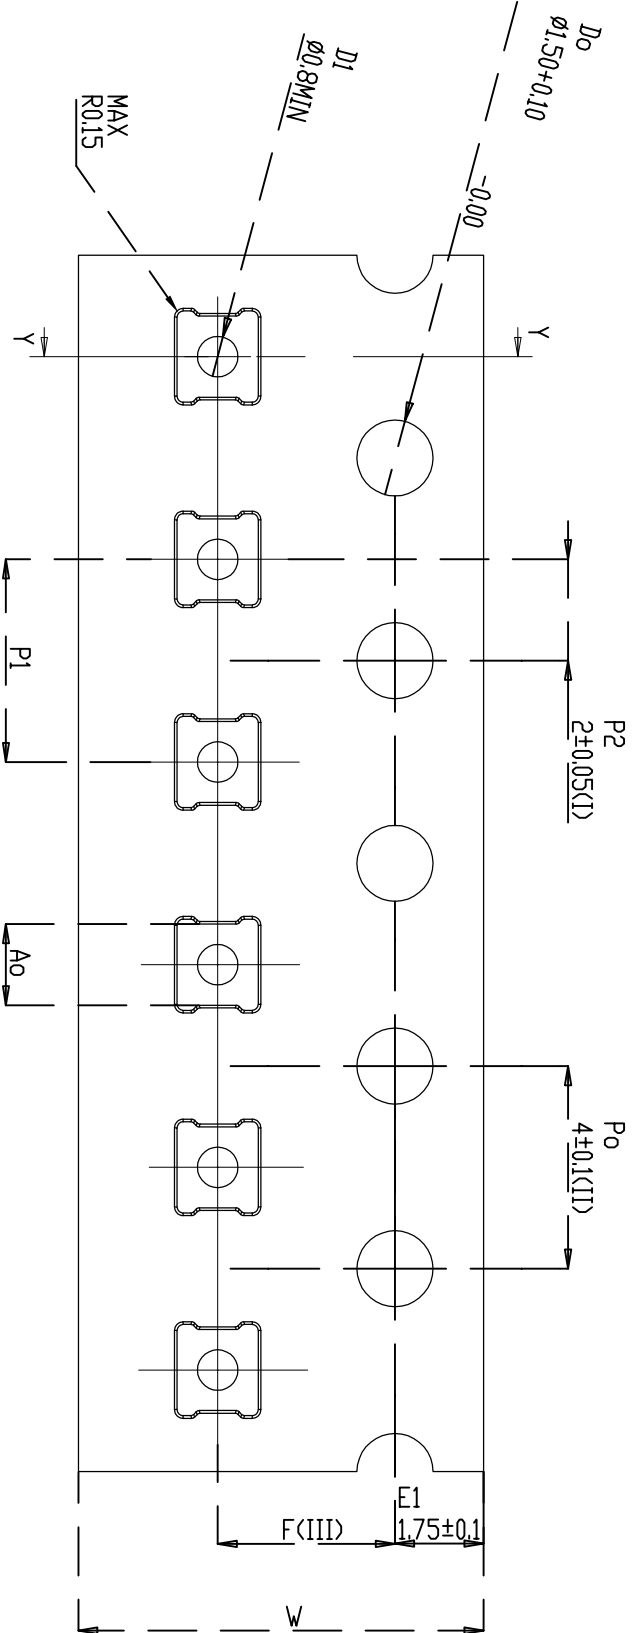 Do
ø1.50+0.10
-0.00
D1
ø0.8MIN
MAX
R0.15
Y
Y
P2
2±0.05(I)
P1
Ao
Po
4±0.1(II)
E1
1.75±0.1
F(III)
W